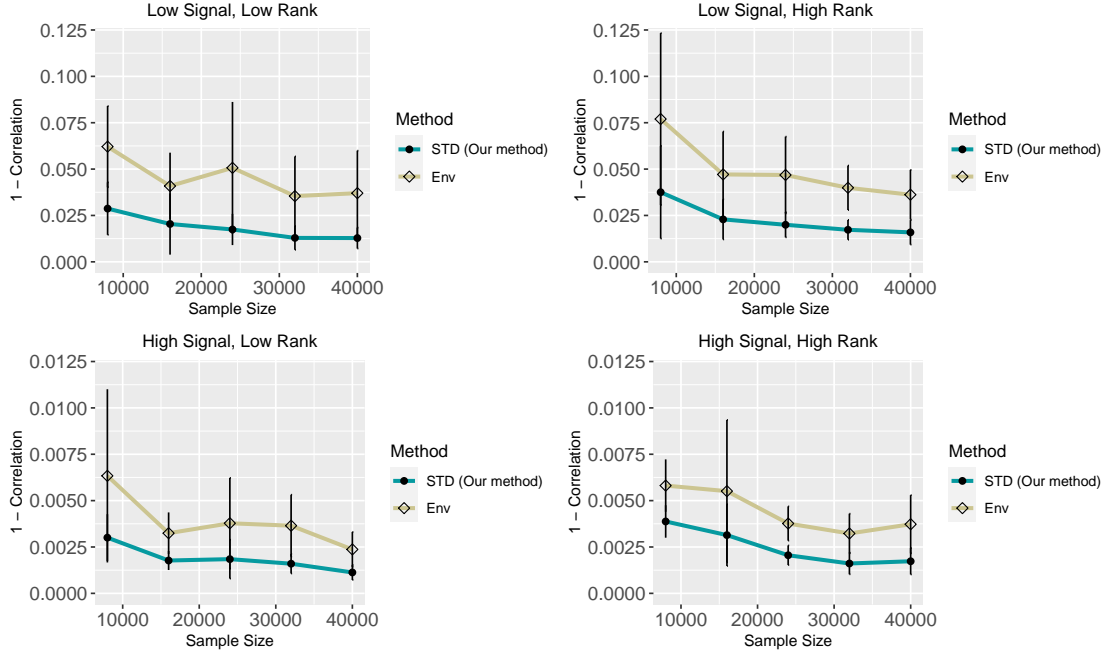 Low Signal, Low Rank
0.125
0.100
0.075
0.050
0.025
0.000
1 − Correlation
10000 20000 30000 40000
Sample Size
Method
STD (Our method)
Env
Low Signal, High Rank
0.125
0.100
0.075
0.050
0.025
0.000
1 − Correlation
10000 20000 30000 40000
Sample Size
Method
STD (Our method)
Env
High Signal, Low Rank
0.0125
0.0100
0.0075
0.0050
0.0025
0.0000
1 − Correlation
10000 20000 30000 40000
Sample Size
Method
STD (Our method)
Env
High Signal, High Rank
0.0125
0.0100
0.0075
0.0050
0.0025
0.0000
1 − Correlation
10000 20000 30000 40000
Sample Size
Method
STD (Our method)
Env